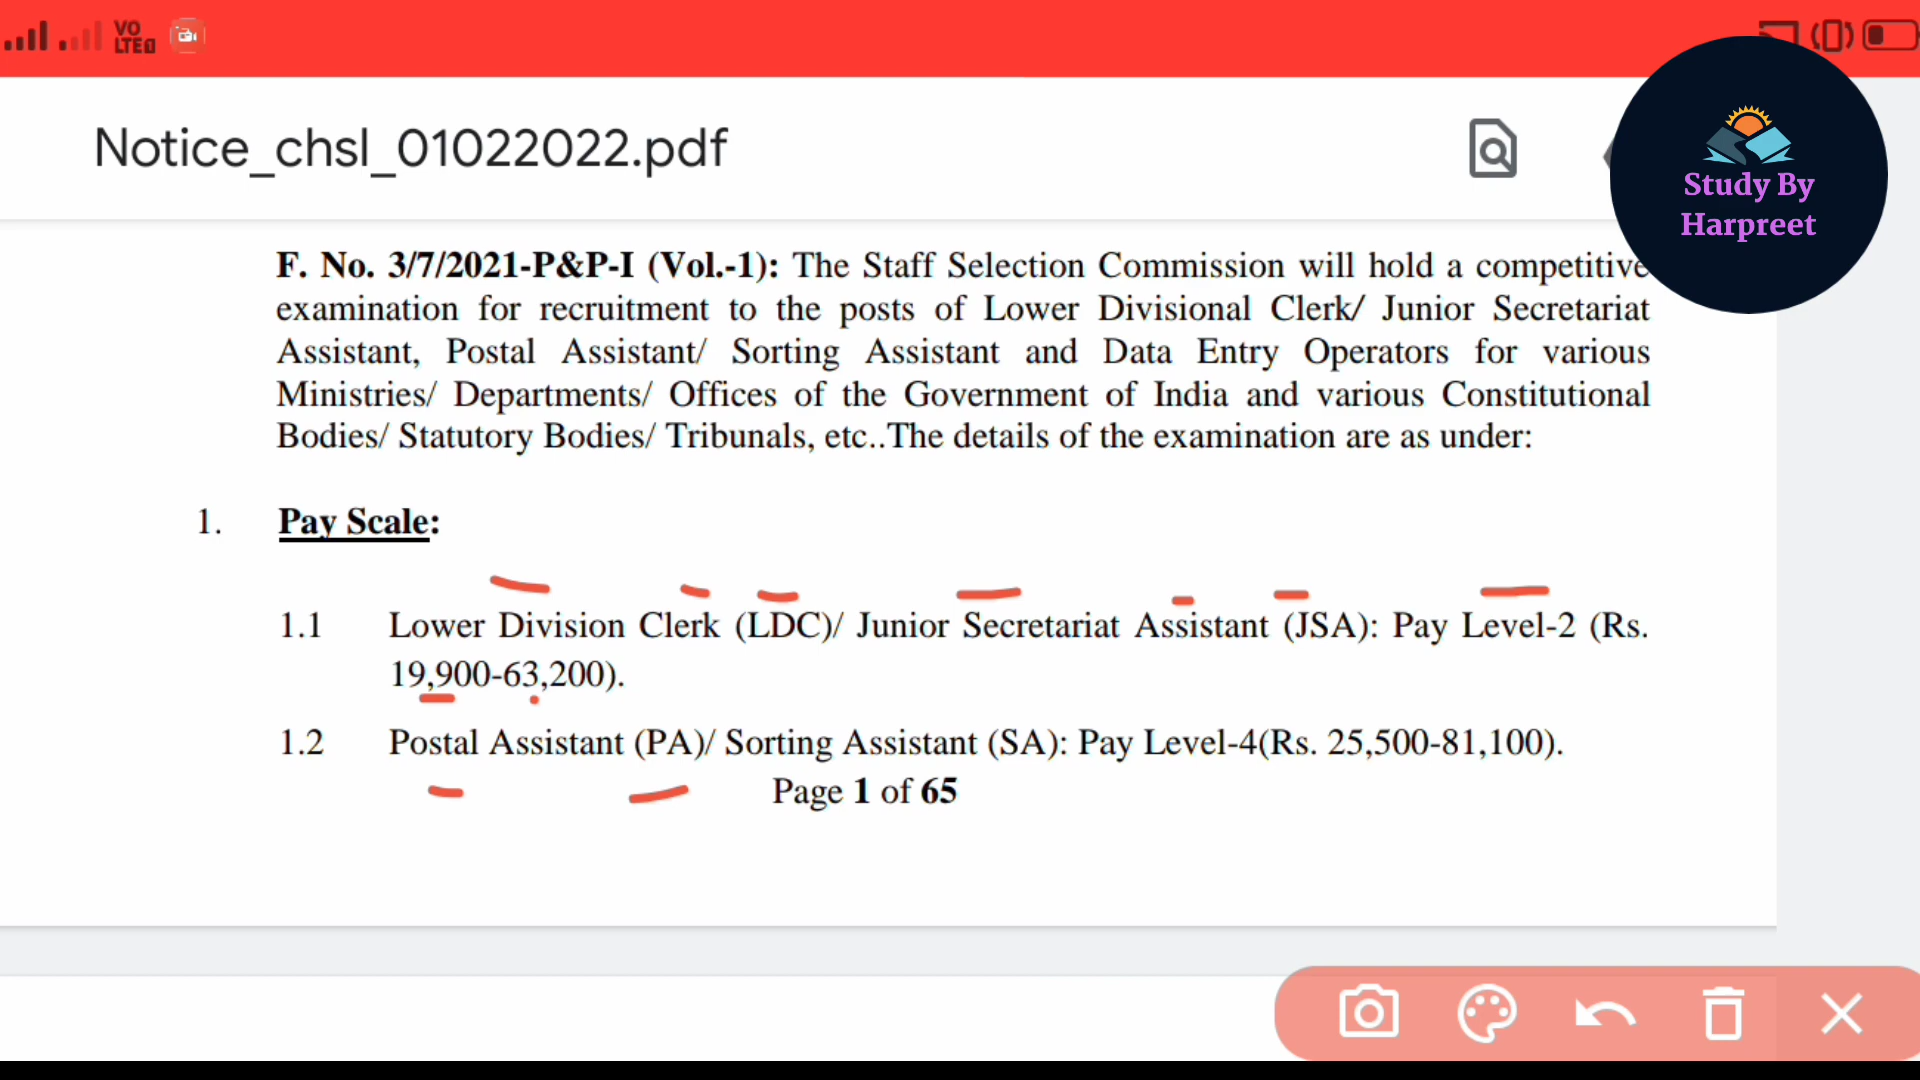 VO
LTE
Notice_chsl_01022022.pdf
Study By
Harpreet
F. No. 3/7/2021-P&P-I (Vol.-1): The Staff Selection Commission will hold a competitive
examination for recruitment to the posts of Lower Divisional Clerk/ Junior Secretariat
Assistant, Postal Assistant/ Sorting Assistant and Data Entry Operators for various
Ministries/ Departments/ Offices of the Government of India and various Constitutional
Bodies/ Statutory Bodies/ Tribunals, etc..The details of the examination are as under:
1. Pay Scale:
1.1 Lower Division Clerk (LDC)/ Junior Secretariat Assistant (JSA): Pay Level-2 (Rs.
19,900-63,200).
1.2 Postal Assistant (PA)/ Sorting Assistant (SA): Pay Level-4(Rs. 25,500-81,100).
Page 1 of 65